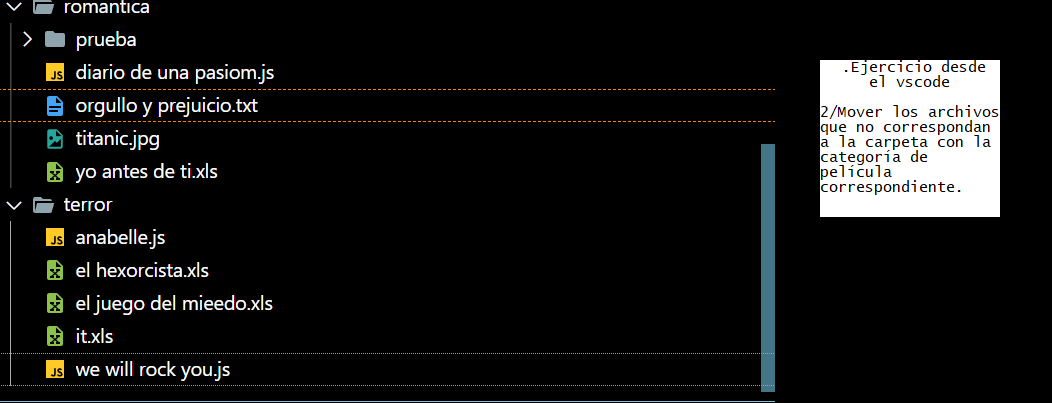 romantica
prueba
JS diario de una pasiom.js
orgullo y prejuicio.txt
titanic.jpg
yo antes de ti.xls
terror
JS anabelle.js
el hexorcista.xls
el juego del mieedo.xls
it.xls
JS we will rock you.js
.Ejercicio desde
el vscode
2/Mover los archivos
que no correspondan
a la carpeta con la
categoría de
película
correspondiente.